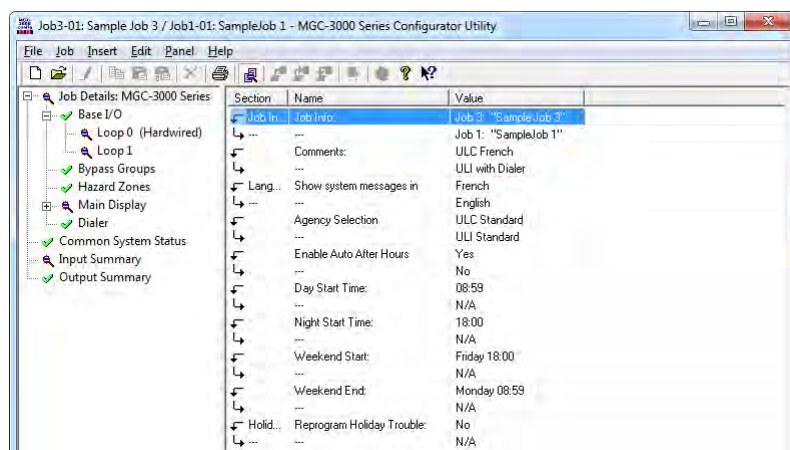 Job3-01: Sample Job 3 / Job1-01: SampleJob 1 - MGC-3000 Series Configurator Utility
File Job Insert Edit Panel Help
Job Details: MGC-3000 Series
Base I/O
Loop 0 (Hardwired)
Loop 1
Bypass Groups
Hazard Zones
Main Display
Dialer
Common System Status
Input Summary
Output Summary
Section Name Value
Job In... Job Info: Job 3: "Sample Job 3"
--- --- Job 1: "SampleJob 1"
Comments: ULC French
--- ULI with Dialer
Lang... Show system messages in French
--- --- English
Agency Selection ULC Standard
--- ULI Standard
Enable Auto After Hours Yes
--- No
Day Start Time: 08:59
--- N/A
Night Start Time: 18:00
--- N/A
Weekend Start: Friday 18:00
--- N/A
Weekend End: Monday 08:59
--- N/A
Holid... Reprogram Holiday Trouble: No
--- --- N/A